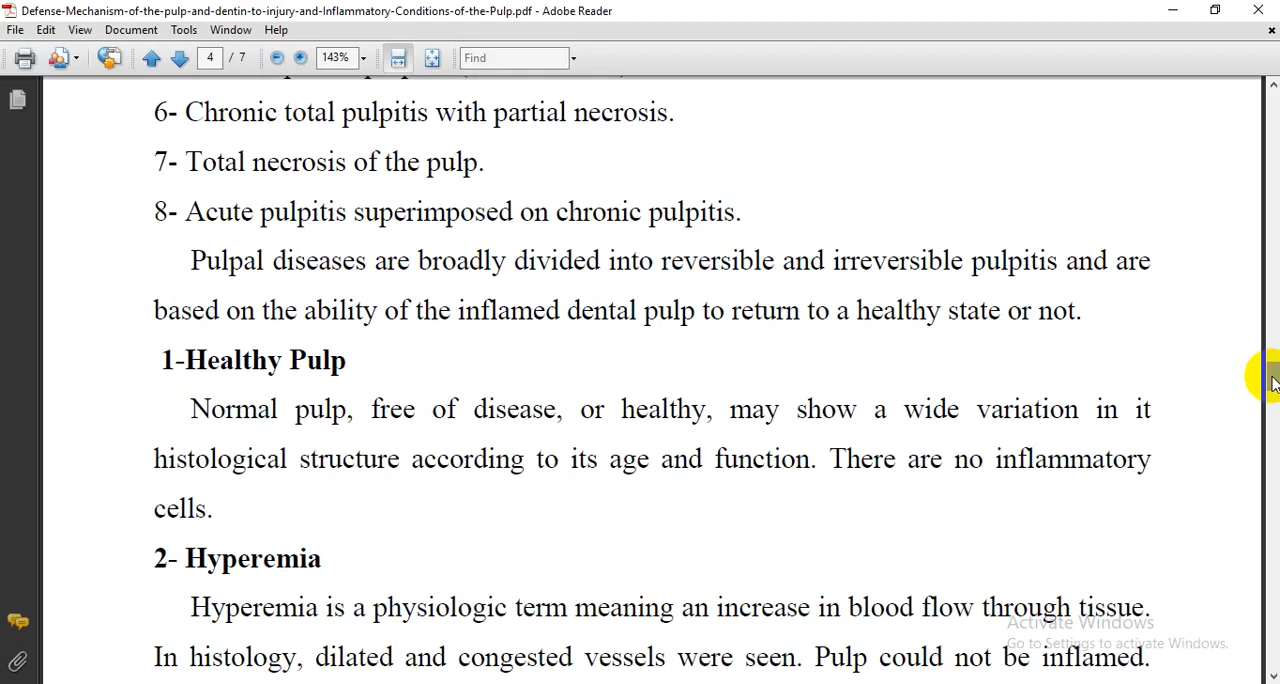 Defense-Mechanism-of-the-pulp-and-dentin-to-injury-and-Inflammatory-Conditions-of-the-Pulp.pdf - Adobe Reader
File Edit View Document Tools Window Help
4 / 7 143% Find
6- Chronic total pulpitis with partial necrosis.
7- Total necrosis of the pulp.
8- Acute pulpitis superimposed on chronic pulpitis.
Pulpal diseases are broadly divided into reversible and irreversible pulpitis and are
based on the ability of the inflamed dental pulp to return to a healthy state or not.
1-Healthy Pulp
Normal pulp, free of disease, or healthy, may show a wide variation in it
histological structure according to its age and function. There are no inflammatory
cells.
2- Hyperemia
Hyperemia is a physiologic term meaning an increase in blood flow through tissue.
In histology, dilated and congested vessels were seen. Pulp could not be inflamed.
Activate Windows
Go to Settings to activate Windows.